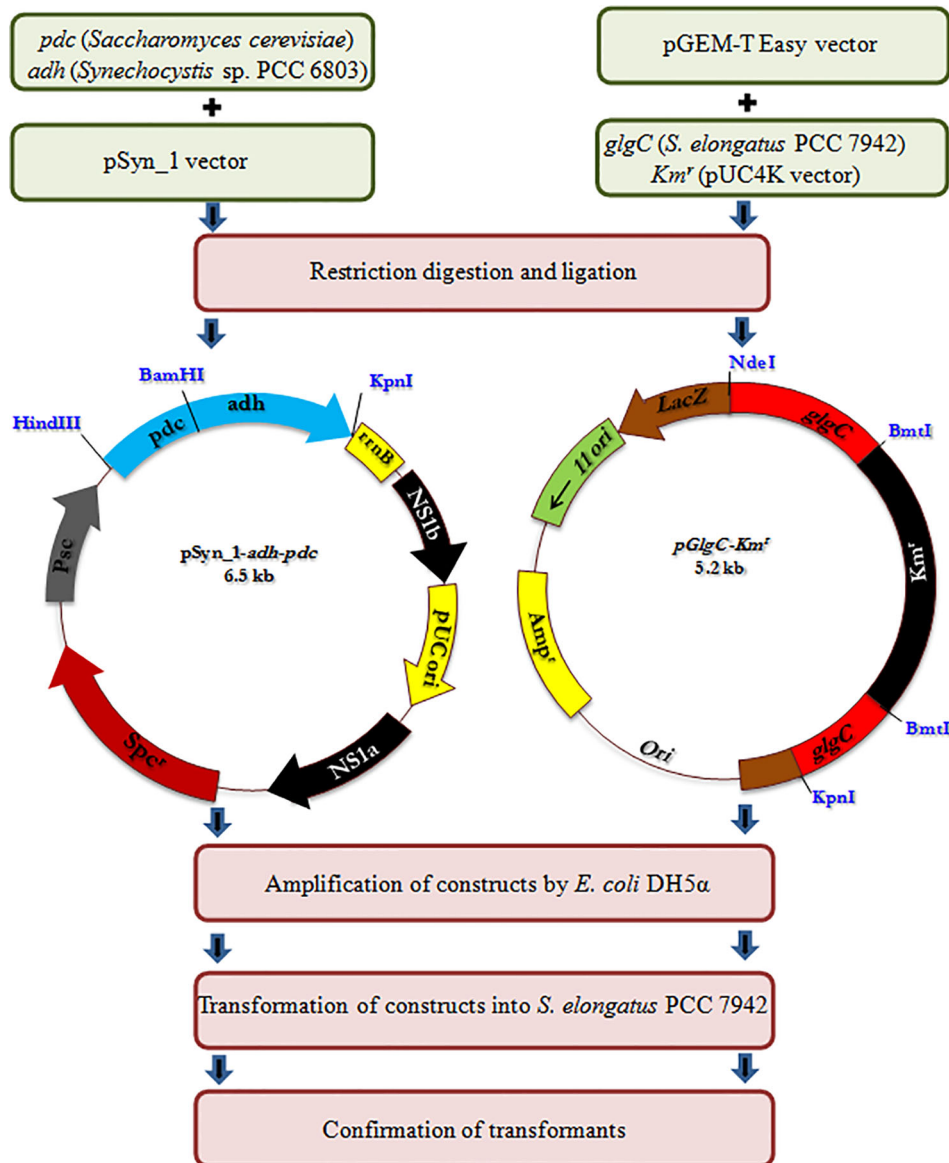 pdc (Saccharomyces cerevisiae)
adh (Synechocystis sp. PCC 6803)
+
pSyn_1 vector
pGEM-T Easy vector
+
glgC (S. elongatus PCC 7942)
Kmʳ (pUC4K vector)
Restriction digestion and ligation
HindIII
BamHI
KpnI
pdc
adh
rrnB
NS1b
pUC ori
NS1a
Spcʳ
Psc
pSyn_1-adh-pdc
6.5 kb
NdeI
BmtI
BmtI
KpnI
LacZ
glgC
Kmʳ
glgC
Ori
Ampʳ
11 ori
pGlgC-Kmʳ
5.2 kb
Amplification of constructs by E. coli DH5α
Transformation of constructs into S. elongatus PCC 7942
Confirmation of transformants